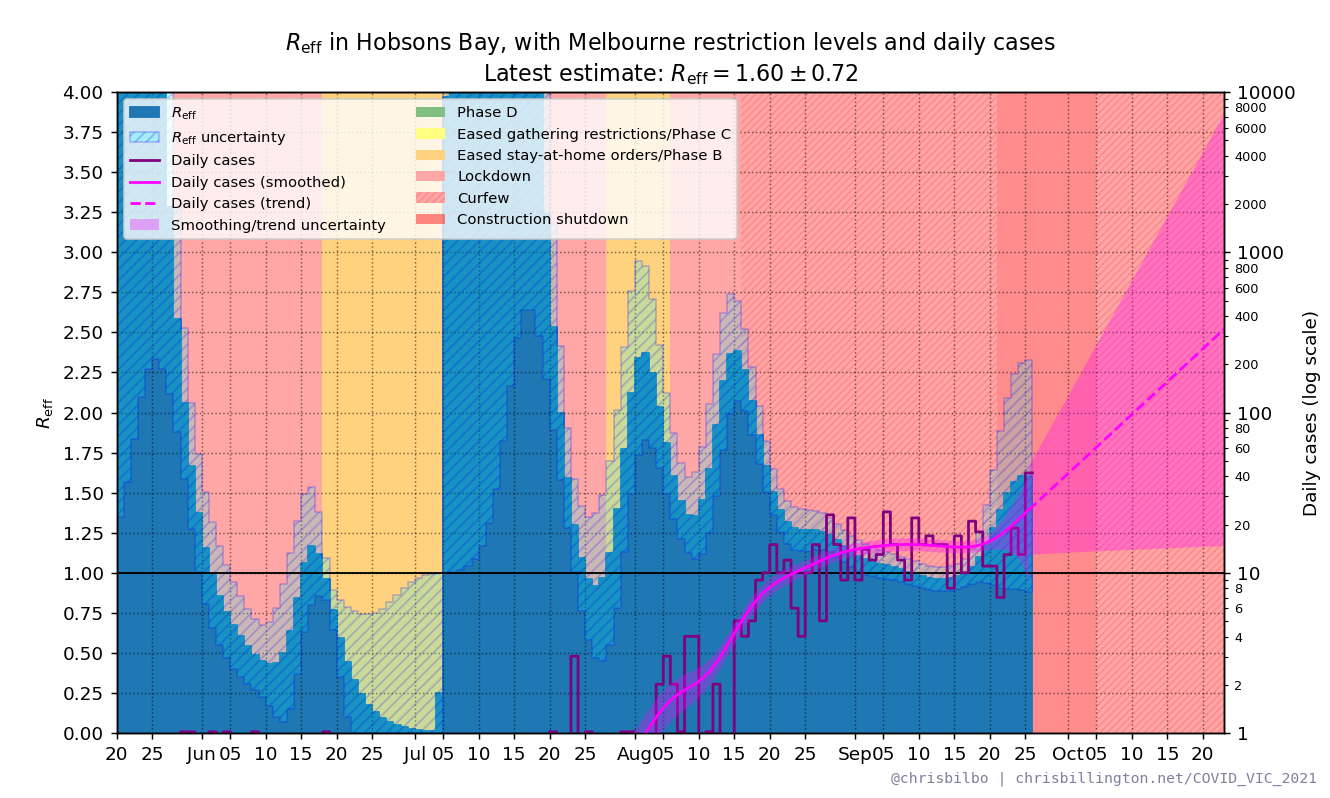 R_eff in Hobsons Bay, with Melbourne restriction levels and daily cases
Latest estimate: R_eff = 1.60 ± 0.72
R_eff
R_eff uncertainty
Daily cases
Daily cases (smoothed)
Daily cases (trend)
Smoothing/trend uncertainty
Phase D
Eased gathering restrictions/Phase C
Eased stay-at-home orders/Phase B
Lockdown
Curfew
Construction shutdown
R_eff
4.00
3.75
3.50
3.25
3.00
2.75
2.50
2.25
2.00
1.75
1.50
1.25
1.00
0.75
0.50
0.25
0.00
10000
8000
6000
4000
2000
1000
800
600
400
200
100
80
60
40
20
10
8
6
4
2
1
Daily cases (log scale)
20 25 Jun 05 10 15 20 25 Jul 05 10 15 20 25 Aug 05 10 15 20 25 Sep 05 10 15 20 25 Oct 05 10 15 20
@chrisbilbo | chrisbillington.net/COVID_VIC_2021